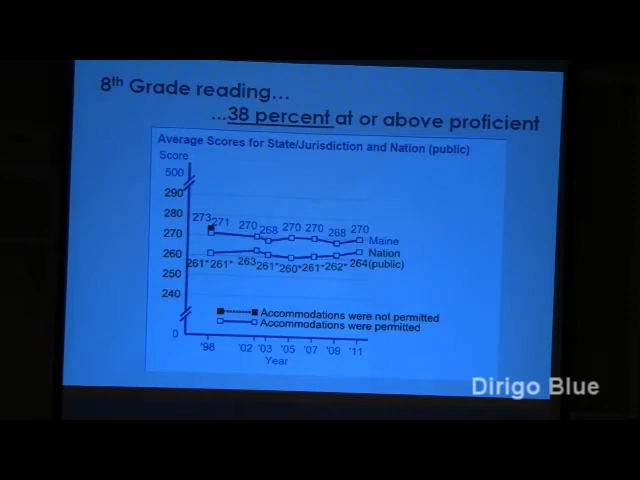 8th Grade reading...
...38 percent at or above proficient
Average Scores for State/Jurisdiction and Nation (public)
Score
500
290
280
270
260
250
240
0
273 271 270 268 270 270 268 270
Maine
Nation
(public)
261* 261* 263 261* 260* 261* 262* 264
Accommodations were not permitted
Accommodations were permitted
'98 '02 '03 '05 '07 '09 '11
Year
Dirigo Blue